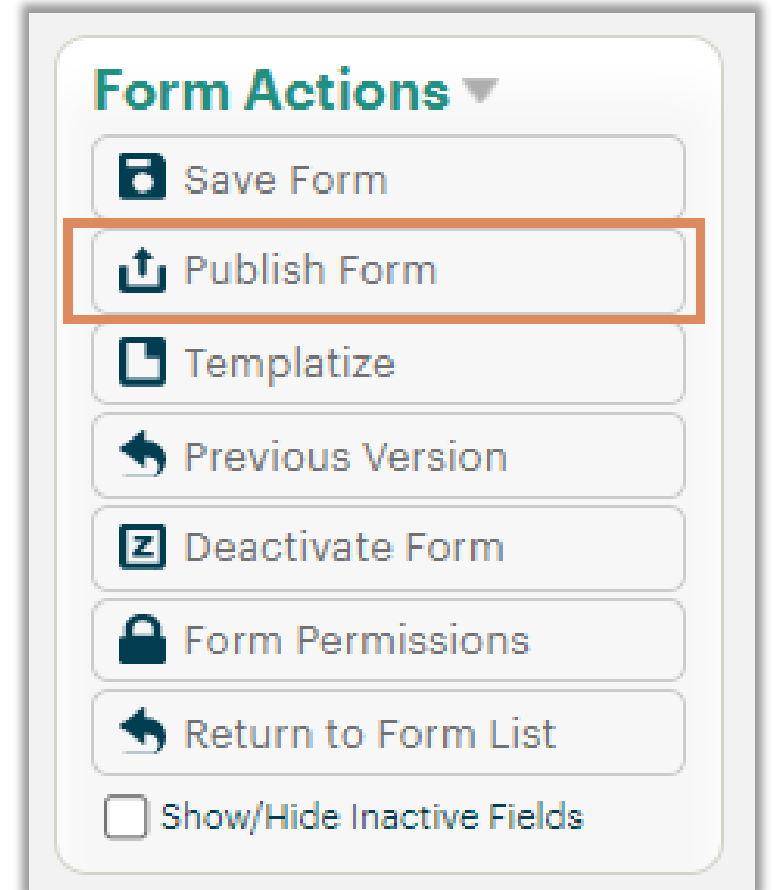 Form Actions
Save Form
Publish Form
Templatize
Previous Version
Deactivate Form
Form Permissions
Return to Form List
Show/Hide Inactive Fields